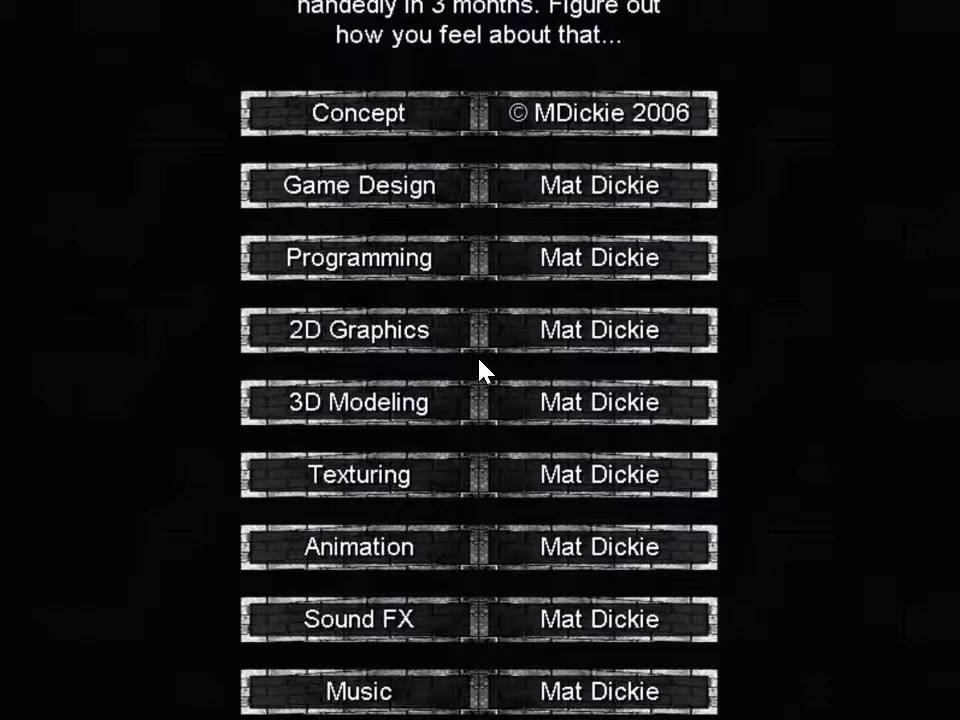 handedly in 3 months. Figure out
how you feel about that...
Concept © MDickie 2006
Game Design Mat Dickie
Programming Mat Dickie
2D Graphics Mat Dickie
3D Modeling Mat Dickie
Texturing Mat Dickie
Animation Mat Dickie
Sound FX Mat Dickie
Music Mat Dickie